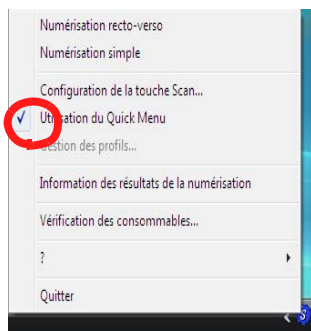 Numérisation recto-verso
Numérisation simple
Configuration de la touche Scan...
Utilisation du Quick Menu
Gestion des profils...
Information des résultats de la numérisation
Vérification des consommables...
?
Quitter